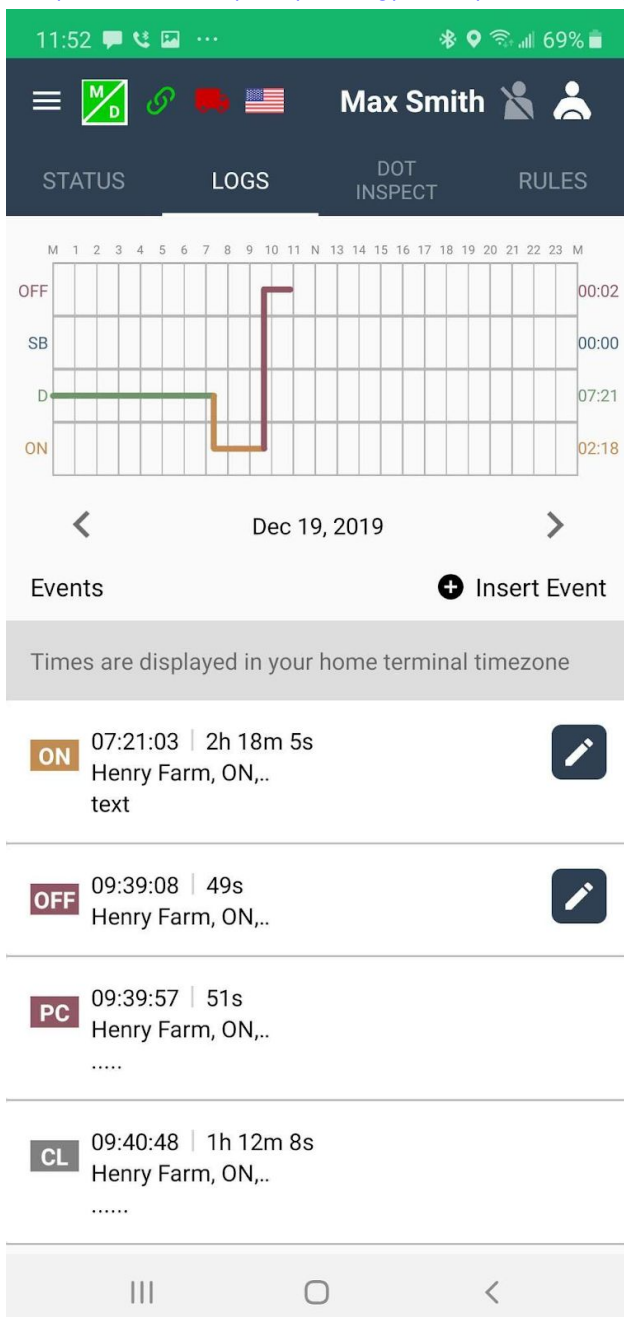 11:52 69%
M D Max Smith
STATUS LOGS DOT INSPECT RULES
M 1 2 3 4 5 6 7 8 9 10 11 N 13 14 15 16 17 18 19 20 21 22 23 M
OFF 00:02
SB 00:00
D 07:21
ON 02:18
Dec 19, 2019
Events Insert Event
Times are displayed in your home terminal timezone
ON 07:21:03 | 2h 18m 5s
Henry Farm, ON,..
text
OFF 09:39:08 | 49s
Henry Farm, ON,..
PC 09:39:57 | 51s
Henry Farm, ON,..
.....
CL 09:40:48 | 1h 12m 8s
Henry Farm, ON,..
......